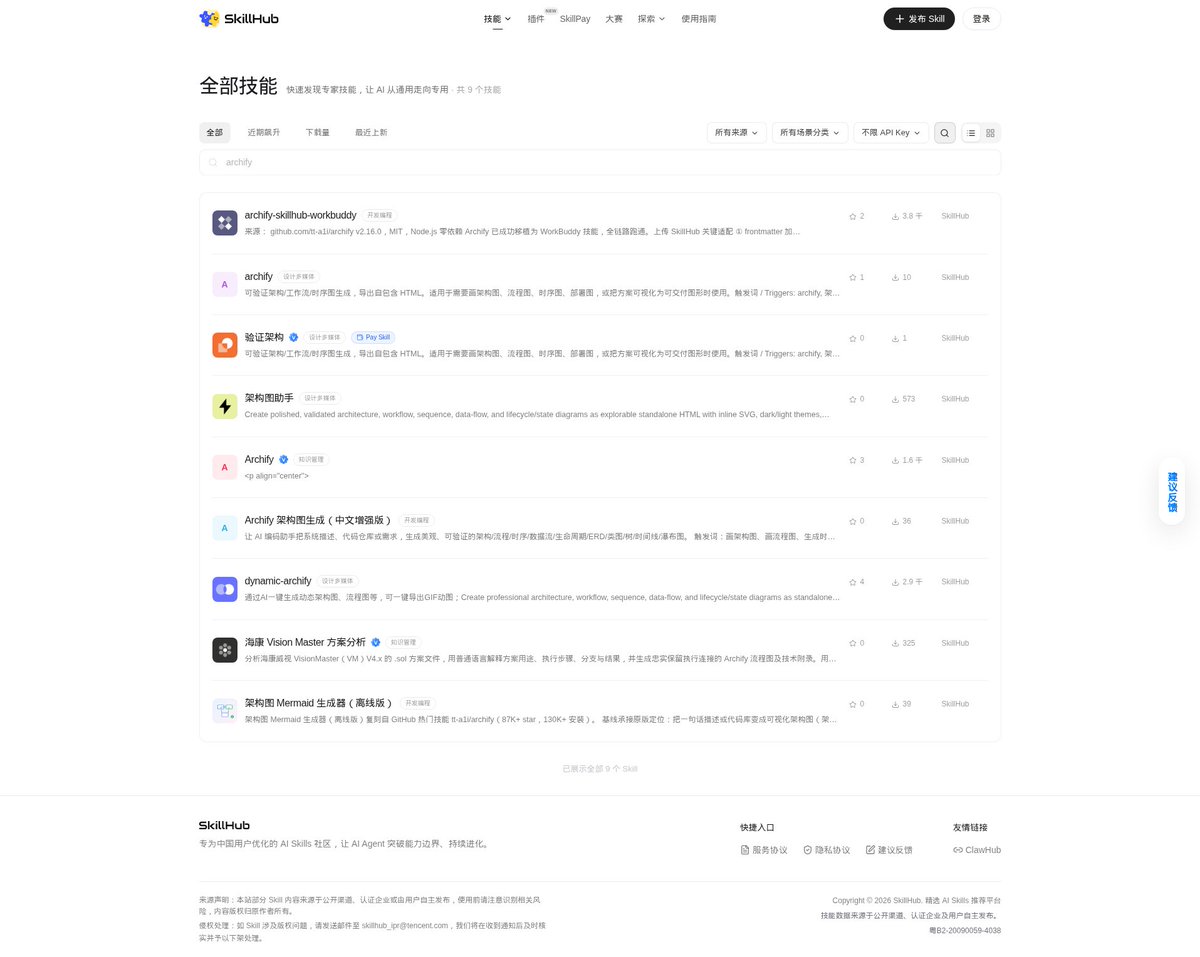 SkillHub
技能 插件 NEW SkillPay 大赛 探索 使用指南
发布 Skill 登录
全部技能 快速发现专家技能，让 AI 从通用走向专用 · 共 9 个技能
全部 近期飙升 下载量 最近上新
所有来源 所有场景分类 不限 API Key
archify
archify-skillhub-workbuddy 开发编程 2 3.8 千 SkillHub
来源： github.com/tt-a1i/archify v2.16.0，MIT，Node.js 零依赖 Archify 已成功移植为 WorkBuddy 技能，全链路跑通。上传 SkillHub 关键适配 ① frontmatter 加…
A archify 设计多媒体 1 10 SkillHub
可验证架构/工作流/时序图生成，导出自包含 HTML。适用于需要画架构图、流程图、时序图、部署图，或把方案可视化为可交付图形时使用。触发词 / Triggers: archify, 架…
验证架构 设计多媒体 Pay Skill 0 1 SkillHub
可验证架构/工作流/时序图生成，导出自包含 HTML。适用于需要画架构图、流程图、时序图、部署图，或把方案可视化为可交付图形时使用。触发词 / Triggers: archify, 架…
架构图助手 设计多媒体 0 573 SkillHub
Create polished, validated architecture, workflow, sequence, data-flow, and lifecycle/state diagrams as explorable standalone HTML with inline SVG, dark/light themes,…
A Archify 知识管理 3 1.6 千 SkillHub
<p align="center">
A Archify 架构图生成（中文增强版） 开发编程 0 36 SkillHub
让 AI 编码助手把系统描述、代码仓库或需求，生成美观、可验证的架构/流程/时序/数据流/生命周期/ERD/类图/树/时间线/瀑布图。 触发词：画架构图、画流程图、生成时…
dynamic-archify 设计多媒体 4 2.9 千 SkillHub
通过AI一键生成动态架构图、流程图等，可一键导出GIF动图；Create professional architecture, workflow, sequence, data-flow, and lifecycle/state diagrams as standalone…
海康 Vision Master 方案分析 知识管理 0 325 SkillHub
分析海康威视 VisionMaster（VM）V4.x 的 .sol 方案文件，用普通语言解释方案用途、执行步骤、分支与结果，并生成忠实保留执行连接的 Archify 流程图及技术附录。用…
架构图 Mermaid 生成器（离线版） 开发编程 0 39 SkillHub
架构图 Mermaid 生成器（离线版）复刻自 GitHub 热门技能 tt-a1i/archify（87K+ star，130K+ 安装）。 基线承接原版定位：把一句话描述或代码库变成可视化架构图（架…
已展示全部 9 个 Skill
建议反馈
SkillHub
专为中国用户优化的 AI Skills 社区，让 AI Agent 突破能力边界、持续进化。
快捷入口
服务协议 隐私协议 建议反馈
友情链接
ClawHub
来源声明：本站部分 Skill 内容来源于公开渠道、认证企业或由用户自主发布，使用前请注意识别相关风
险，内容版权归原作者所有。
侵权处理：如 Skill 涉及版权问题，请发送邮件至 skillhub_ipr@tencent.com，我们将在收到通知后及时核
实并予以下架处理。
Copyright © 2026 SkillHub. 精选 AI Skills 推荐平台
技能数据来源于公开渠道、认证企业及用户自主发布。
粤B2-20090059-4038